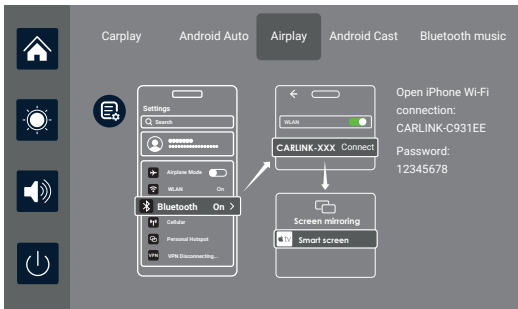 Carplay
Android Auto
Airplay
Android Cast
Bluetooth music
Settings
Search
Airplane Mode
WLAN On
Bluetooth On >
Cellular
Personal Hotspot
VPN VPN Disconnecting...
WLAN
CARLINK-XXX Connect
Screen mirroring
tv Smart screen
Open iPhone Wi-Fi
connection:
CARLINK-C931EE
Password:
12345678